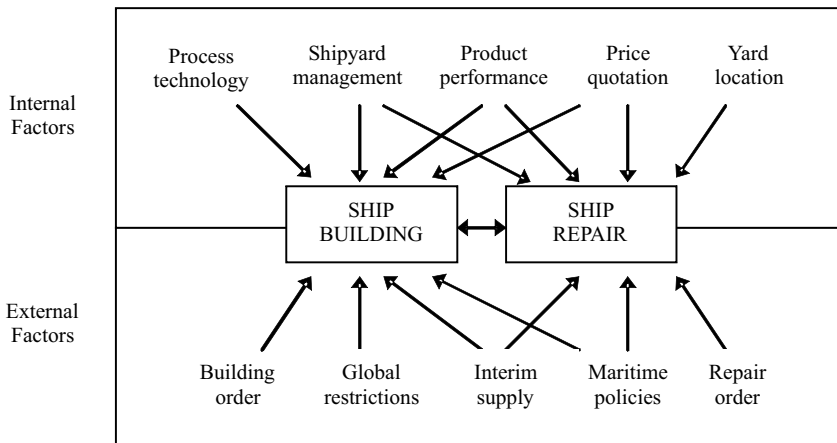 Process
technology
Shipyard
management
Product
performance
Price
quotation
Yard
location
Internal
Factors
SHIP
BUILDING
SHIP
REPAIR
External
Factors
Building
order
Global
restrictions
Interim
supply
Maritime
policies
Repair
order